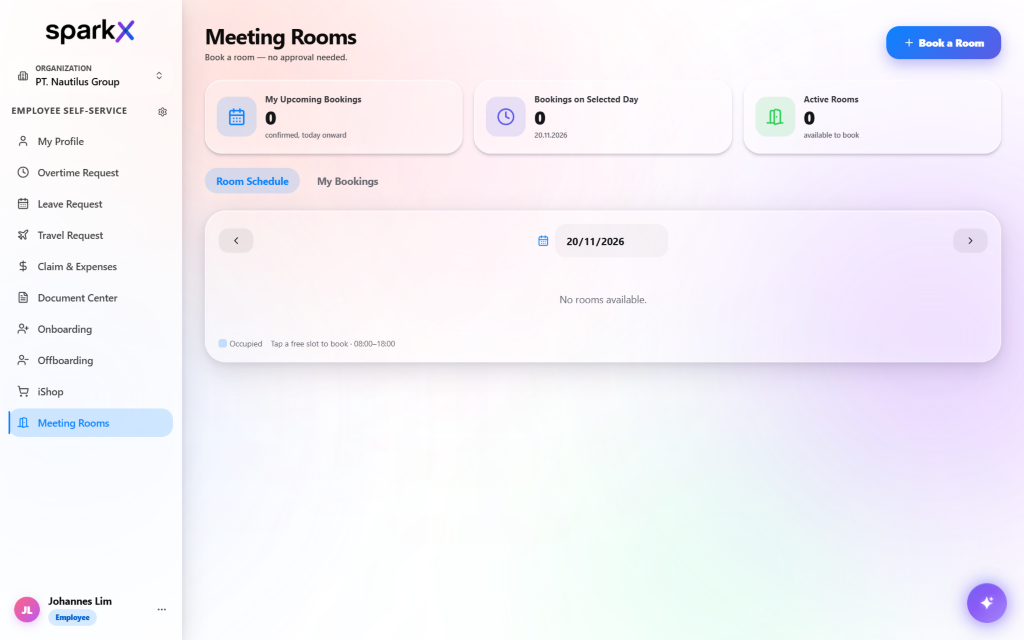 sparkX
ORGANIZATION
PT. Nautilus Group
EMPLOYEE SELF-SERVICE
My Profile
Overtime Request
Leave Request
Travel Request
Claim & Expenses
Document Center
Onboarding
Offboarding
iShop
Meeting Rooms
JL
Johannes Lim
Employee
Meeting Rooms
Book a room — no approval needed.
Book a Room
My Upcoming Bookings
0
confirmed, today onward
Bookings on Selected Day
0
20.11.2026
Active Rooms
0
available to book
Room Schedule
My Bookings
20/11/2026
No rooms available.
Occupied
Tap a free slot to book · 08:00–18:00